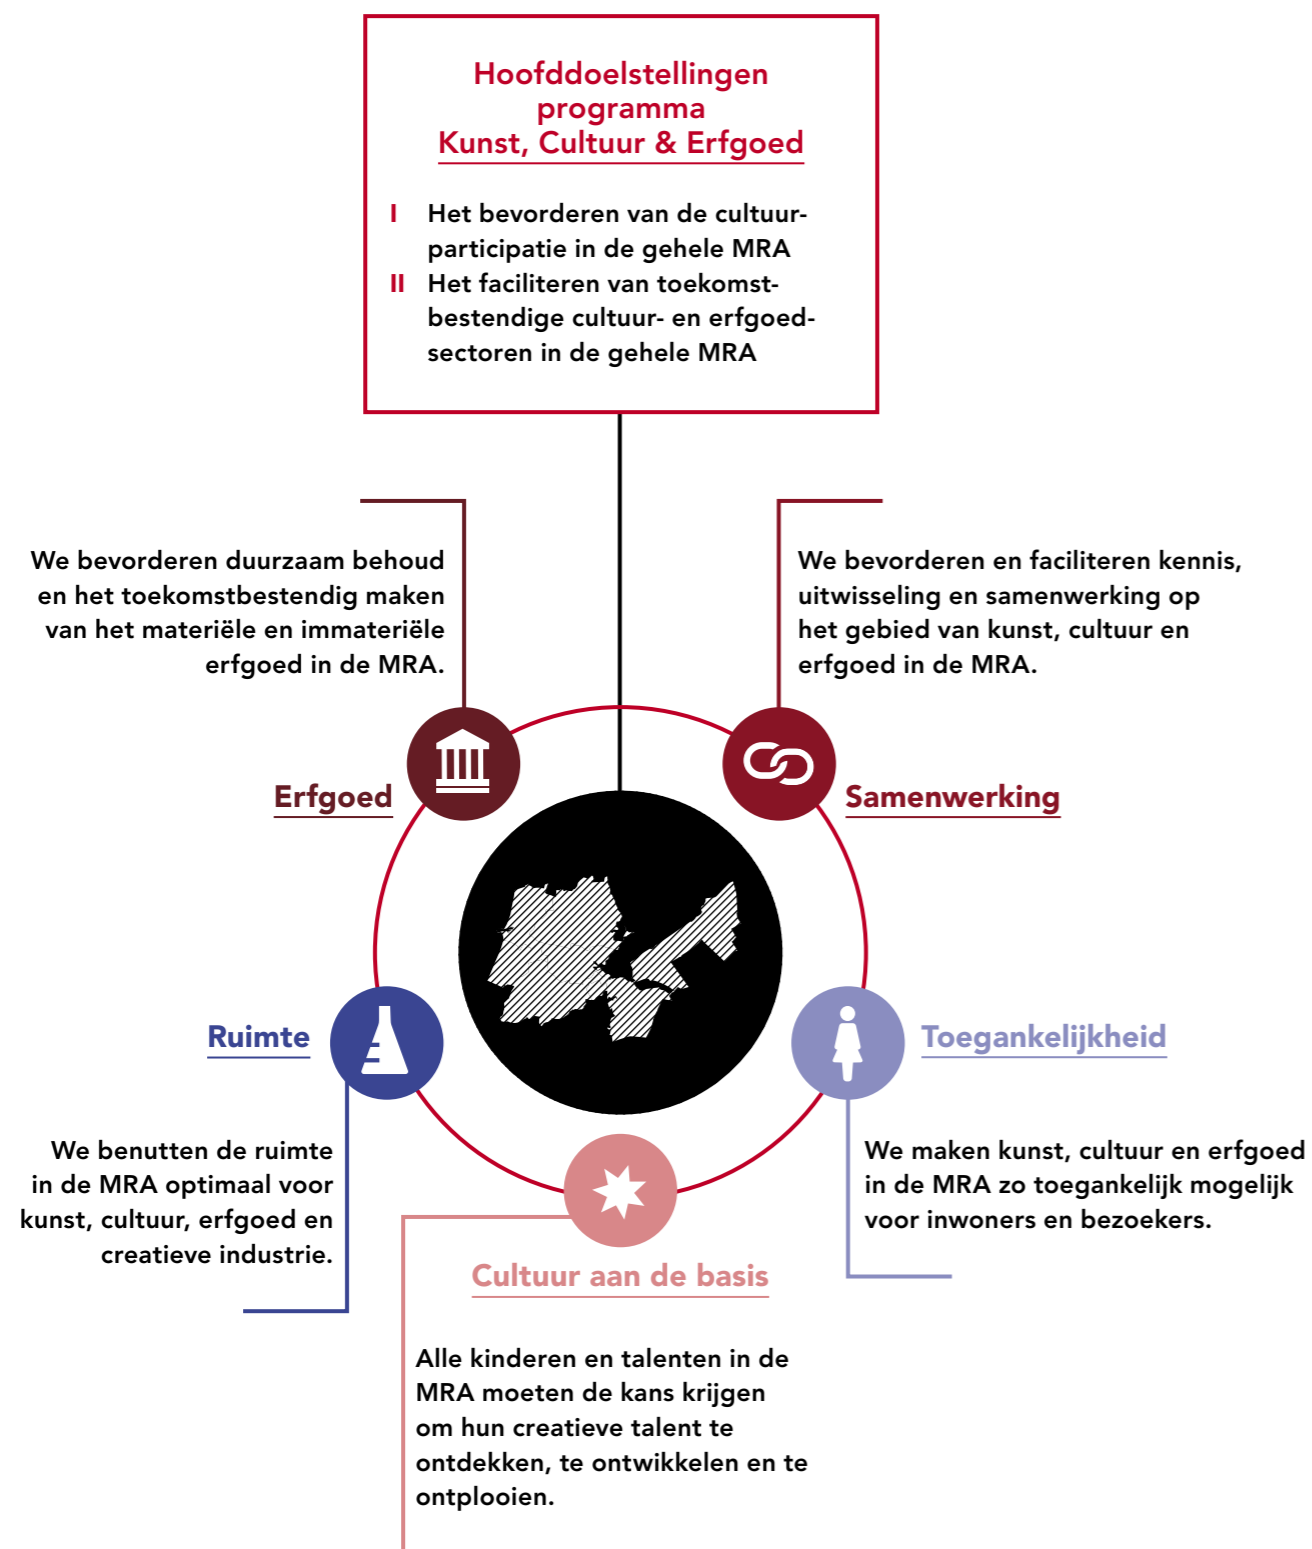 Hoofddoelstellingen
programma
Kunst, Cultuur & Erfgoed
I Het bevorderen van de cultuur-
participatie in de gehele MRA
II Het faciliteren van toekomst-
bestendige cultuur- en erfgoed-
sectoren in de gehele MRA
We bevorderen duurzaam behoud
en het toekomstbestendig maken
van het materiële en immateriële
erfgoed in de MRA.
Erfgoed
We bevorderen en faciliteren kennis,
uitwisseling en samenwerking op
het gebied van kunst, cultuur en
erfgoed in de MRA.
Samenwerking
Ruimte
We benutten de ruimte
in de MRA optimaal voor
kunst, cultuur, erfgoed en
creatieve industrie.
Toegankelijkheid
We maken kunst, cultuur en erfgoed
in de MRA zo toegankelijk mogelijk
voor inwoners en bezoekers.
Cultuur aan de basis
Alle kinderen en talenten in de
MRA moeten de kans krijgen
om hun creatieve talent te
ontdekken, te ontwikkelen en te
ontplooien.